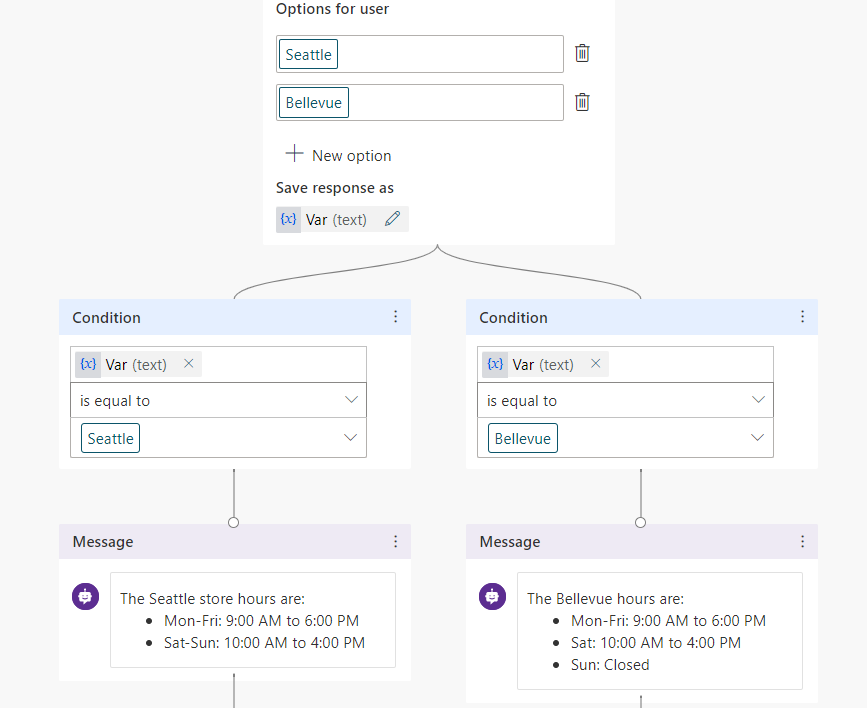 Options for user
Seattle
Bellevue
New option
Save response as
{x} Var (text)
Condition
{x} Var (text)
is equal to
Seattle
Condition
{x} Var (text)
is equal to
Bellevue
Message
The Seattle store hours are:
• Mon-Fri: 9:00 AM to 6:00 PM
• Sat-Sun: 10:00 AM to 4:00 PM
Message
The Bellevue hours are:
• Mon-Fri: 9:00 AM to 6:00 PM
• Sat: 10:00 AM to 4:00 PM
• Sun: Closed